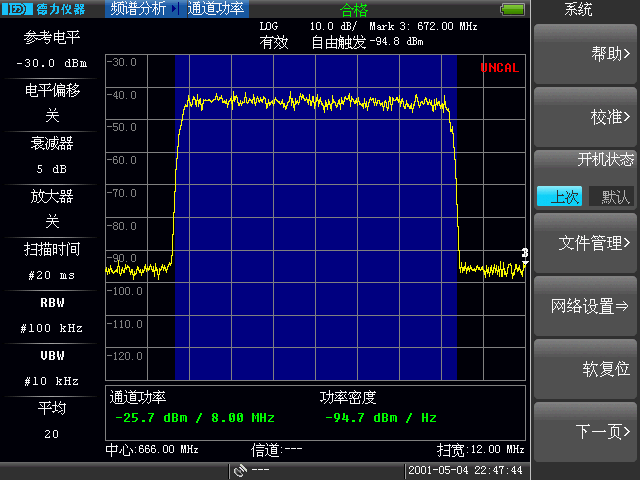 德力仪器 频谱分析 通道功率 合格 系统
LOG 10.0 dB/ Mark 3: 672.00 MHz
有效 自由触发 -94.8 dBm
参考电平
-30.0 dBm
电平偏移
关
衰减器
5 dB
放大器
关
扫描时间
#20 ms
RBW
#100 kHz
VBW
#10 kHz
平均
20
-30.0
UNCAL
-40.0
-50.0
-60.0
-70.0
-80.0
-90.0
-100.0
-110.0
-120.0
3
通道功率 功率密度
-25.7 dBm / 8.00 MHz -94.7 dBm / Hz
中心:666.00 MHz 信道:--- 扫宽:12.00 MHz
--- 2001-05-04 22:47:44
帮助>
校准>
开机状态
上次 默认
文件管理>
网络设置⇒
软复位
下一页>